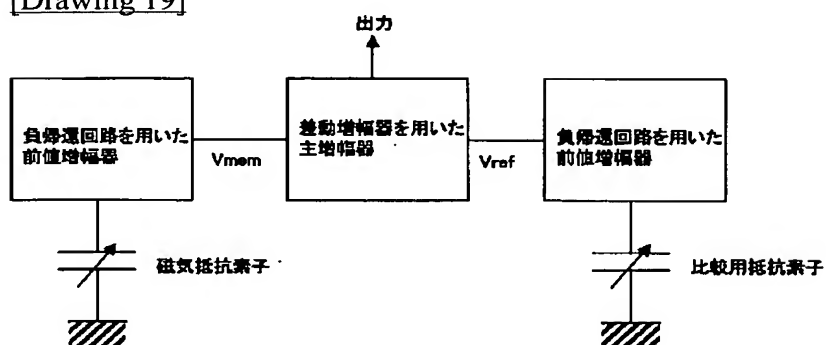 [Drawing 19]
出力
負帰還回路を用いた
前値増幅器
Vmem
差動増幅器を用いた
主増幅器
Vref
負帰還回路を用いた
前値増幅器
磁気抵抗素子
比較用抵抗素子